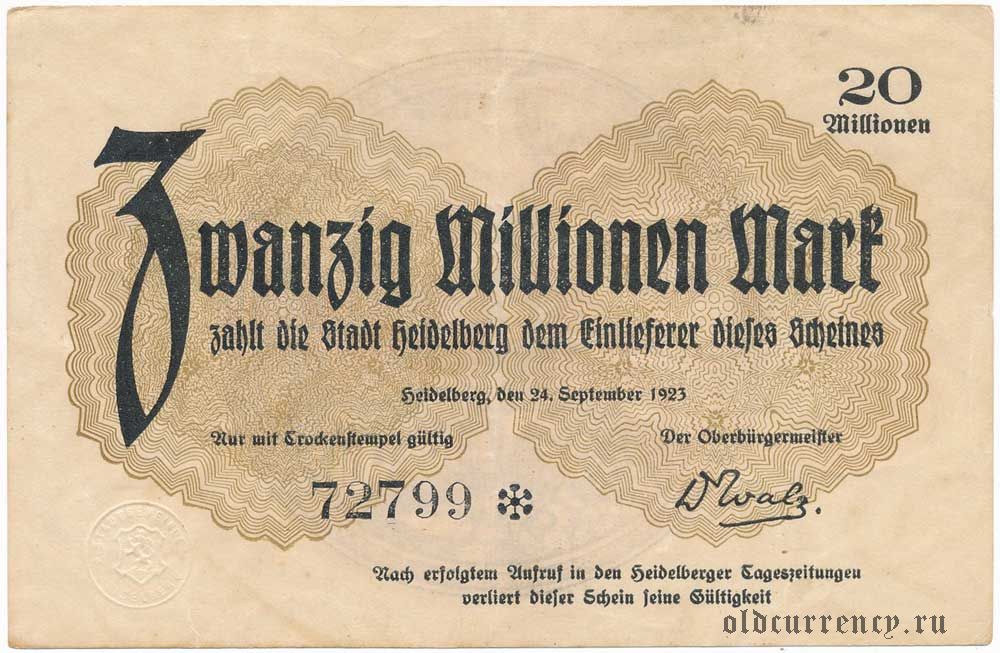 20
Millionen
Zwanzig Millionen Mark
zahlt die Stadt Heidelberg dem Einlieferer dieses Scheines
Heidelberg, den 24. September 1923
Nur mit Trockenstempel gültig
Der Oberbürgermeister
72799
D Walz.
Nach erfolgtem Anfruf in den Heidelberger Tageszeitungen
verliert dieser Schein seine Gültigkeit
oldcurrency.ru